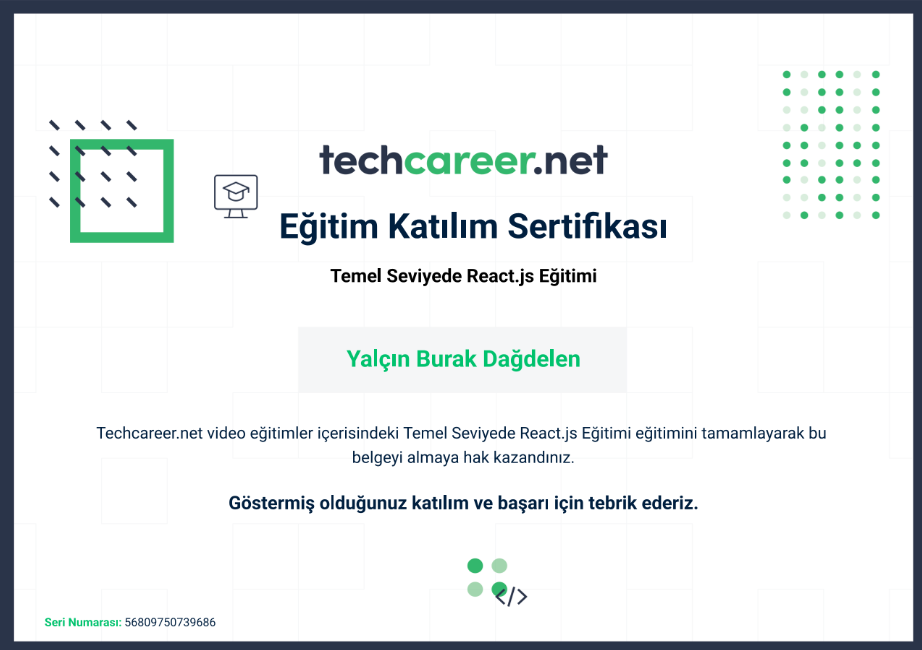 techcareer.net
Eğitim Katılım Sertifikası
Temel Seviyede React.js Eğitimi
Yalçın Burak Dağdelen
Techcareer.net video eğitimler içerisindeki Temel Seviyede React.js Eğitimi eğitimini tamamlayarak bu
belgeyi almaya hak kazandınız.
Göstermiş olduğunuz katılım ve başarı için tebrik ederiz.
</>
Seri Numarası: 56809750739686